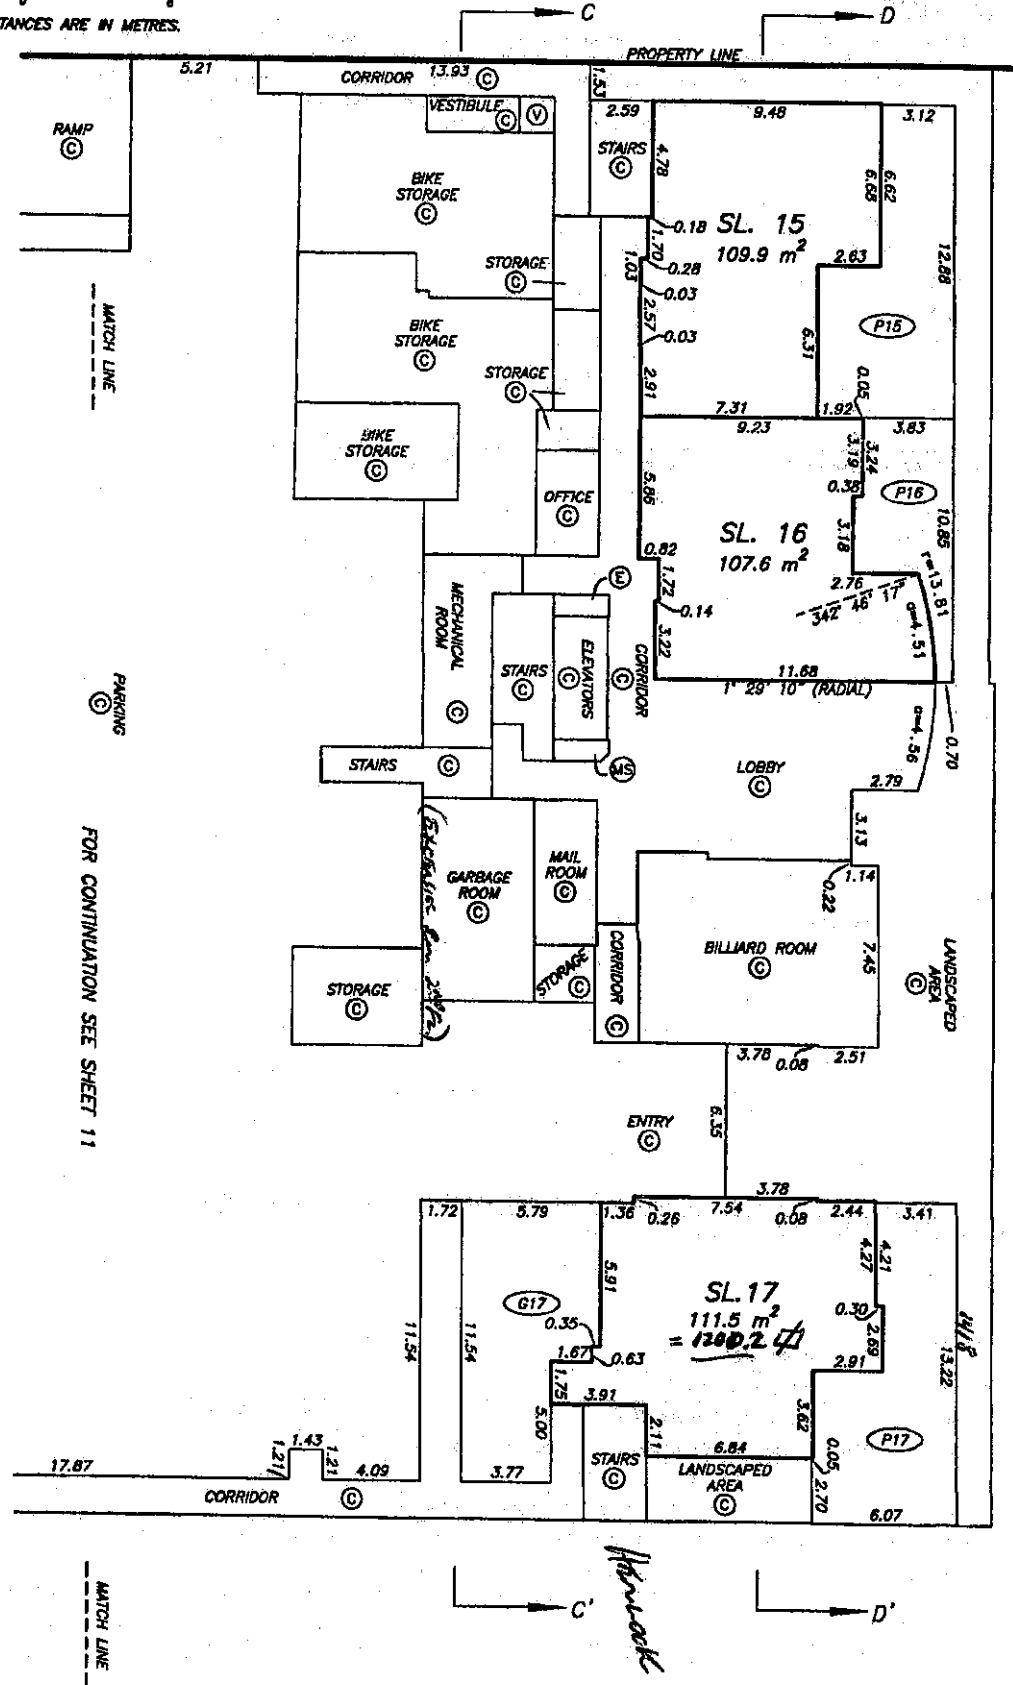 TANCES ARE IN METRES.
C
D
PROPERTY LINE
5.21
CORRIDOR 13.93 Ⓒ
1.53
VESTIBULE Ⓒ
Ⓥ
2.59
9.48
3.12
RAMP
Ⓒ
STAIRS
Ⓒ
4.78
6.62
6.68
BIKE
STORAGE
Ⓒ
0.18
SL. 15
109.9 m²
1.70
0.28
1.03
2.63
12.88
STORAGE
Ⓒ
0.03
2.57
0.03
MATCH LINE
BIKE
STORAGE
Ⓒ
P15
6.31
STORAGE
Ⓒ
2.91
0.05
7.31
1.92
9.23
3.83
BIKE
STORAGE
Ⓒ
3.24
3.19
0.38
P16
5.86
OFFICE
Ⓒ
SL. 16
107.6 m²
3.18
10.85
0.82
1.72
0.14
2.76
342° 46' 17"
r=13.81
a=4.51
Ⓔ
MECHANICAL
ROOM
Ⓒ
STAIRS
Ⓒ
ELEVATORS
Ⓒ
CORRIDOR
Ⓒ
3.22
11.68
1° 29' 10" (RADIAL)
PARKING
Ⓒ
a=4.56
0.70
STAIRS Ⓒ
MS
LOBBY
Ⓒ
2.79
3.13
FOR CONTINUATION SEE SHEET 11
GARBAGE
ROOM
Ⓒ
MAIL
ROOM
Ⓒ
1.14
0.22
BILLIARD ROOM
Ⓒ
7.45
LANDSCAPED
AREA
Ⓒ
STORAGE
Ⓒ
STORAGE
Ⓒ
CORRIDOR
Ⓒ
3.78
0.08
2.51
ENTRY
Ⓒ
6.35
3.78
1.72
5.79
1.36
0.26
7.54
0.08
2.44
3.41
4.21
4.27
5.91
G17
SL.17
111.5 m²
= 1200.2
0.30
2.69
0.35
1.67
0.63
2.91
13.22
11.54
11.54
1.75
3.91
5.00
2.11
3.62
0.05
P17
6.84
STAIRS
Ⓒ
LANDSCAPED
AREA
Ⓒ
2.70
17.87
1.21
1.43
1.21
4.09
3.77
6.07
CORRIDOR Ⓒ
MATCH LINE
C'
D'